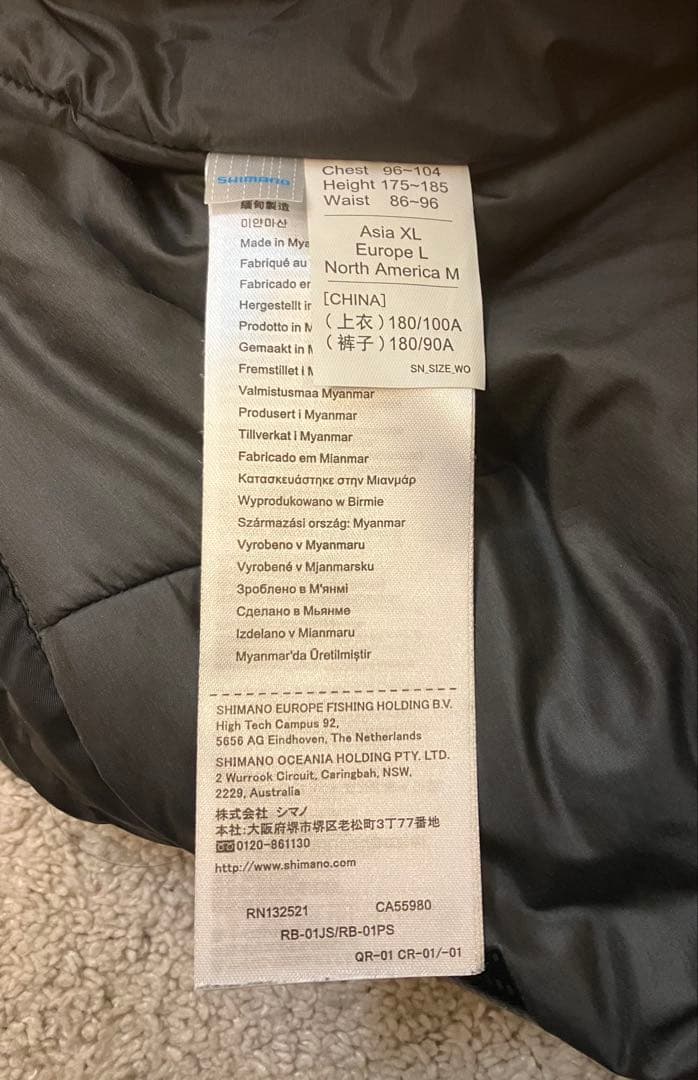 SHIMANO
Chest 96~104
Height 175~185
Waist 86~96
Asia XL
Europe L
North America M
[CHINA]
(上衣)180/100A
(裤子)180/90A
SN_SIZE_WO
緬甸製造
미얀마산
Made in
Fabriqué au
Fabricado
Hergestellt
Prodotto in
Gemaakt in
Fremstillet i
Valmistusmaa Myanmar
Produsert i Myanmar
Tillverkat i Myanmar
Fabricado em Mianmar
Κατασκευάστηκε στην Μιανμάρ
Wyprodukowano w Birmie
Származási ország: Myanmar
Vyrobeno v Myanmaru
Vyrobené v Mjanmarsku
Зроблено в М'янмі
Сделано в Мьянме
Izdelano v Mianmaru
Myanmar'da Üretilmiştir
SHIMANO EUROPE FISHING HOLDING B.V.
High Tech Campus 92,
5656 AG Eindhoven, The Netherlands
SHIMANO OCEANIA HOLDING PTY. LTD.
2 Wurrook Circuit, Caringbah, NSW,
2229, Australia
株式会社 シマノ
本社:大阪府堺市堺区老松町3丁77番地
0120-861130
http://www.shimano.com
RN132521 CA55980
RB-01JS/RB-01PS
QR-01 CR-01/-01